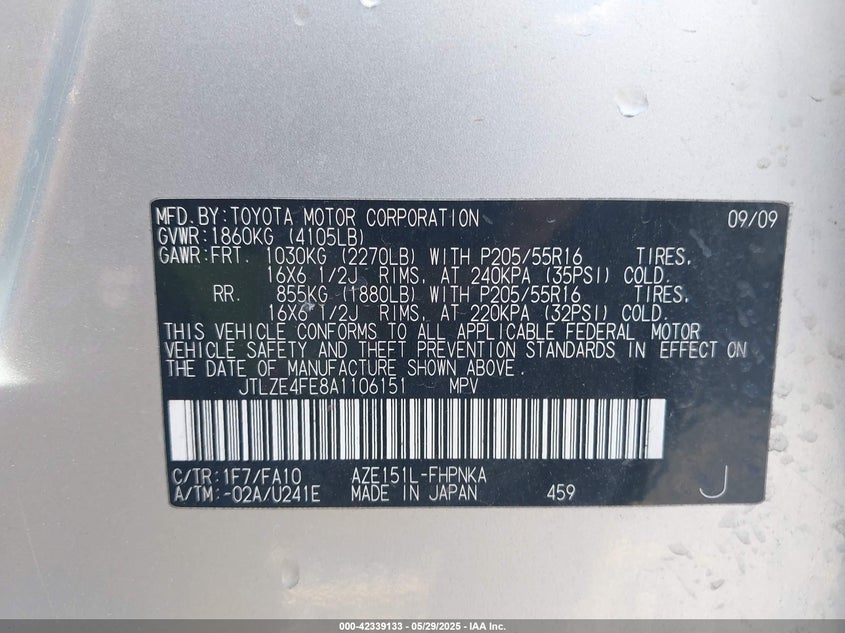 MFD.BY:TOYOTA MOTOR CORPORATION 09/09
GVWR:1860KG (4105LB)
GAWR:FRT. 1030KG (2270LB) WITH P205/55R16 TIRES,
16X6 1/2J RIMS, AT 240KPA (35PSI) COLD.
RR. 855KG (1880LB) WITH P205/55R16 TIRES,
16X6 1/2J RIMS, AT 220KPA (32PSI) COLD.
THIS VEHICLE CONFORMS TO ALL APPLICABLE FEDERAL MOTOR
VEHICLE SAFETY AND THEFT PREVENTION STANDARDS IN EFFECT ON
THE DATE OF MANUFACTURE SHOWN ABOVE.
JTLZE4FE8A1106151 MPV
C/TR:1F7/FA10 AZE151L-FHPNKA
A/TM:-02A/U241E MADE IN JAPAN 459 J
000-42339133 - 05/29/2025 - IAA Inc.